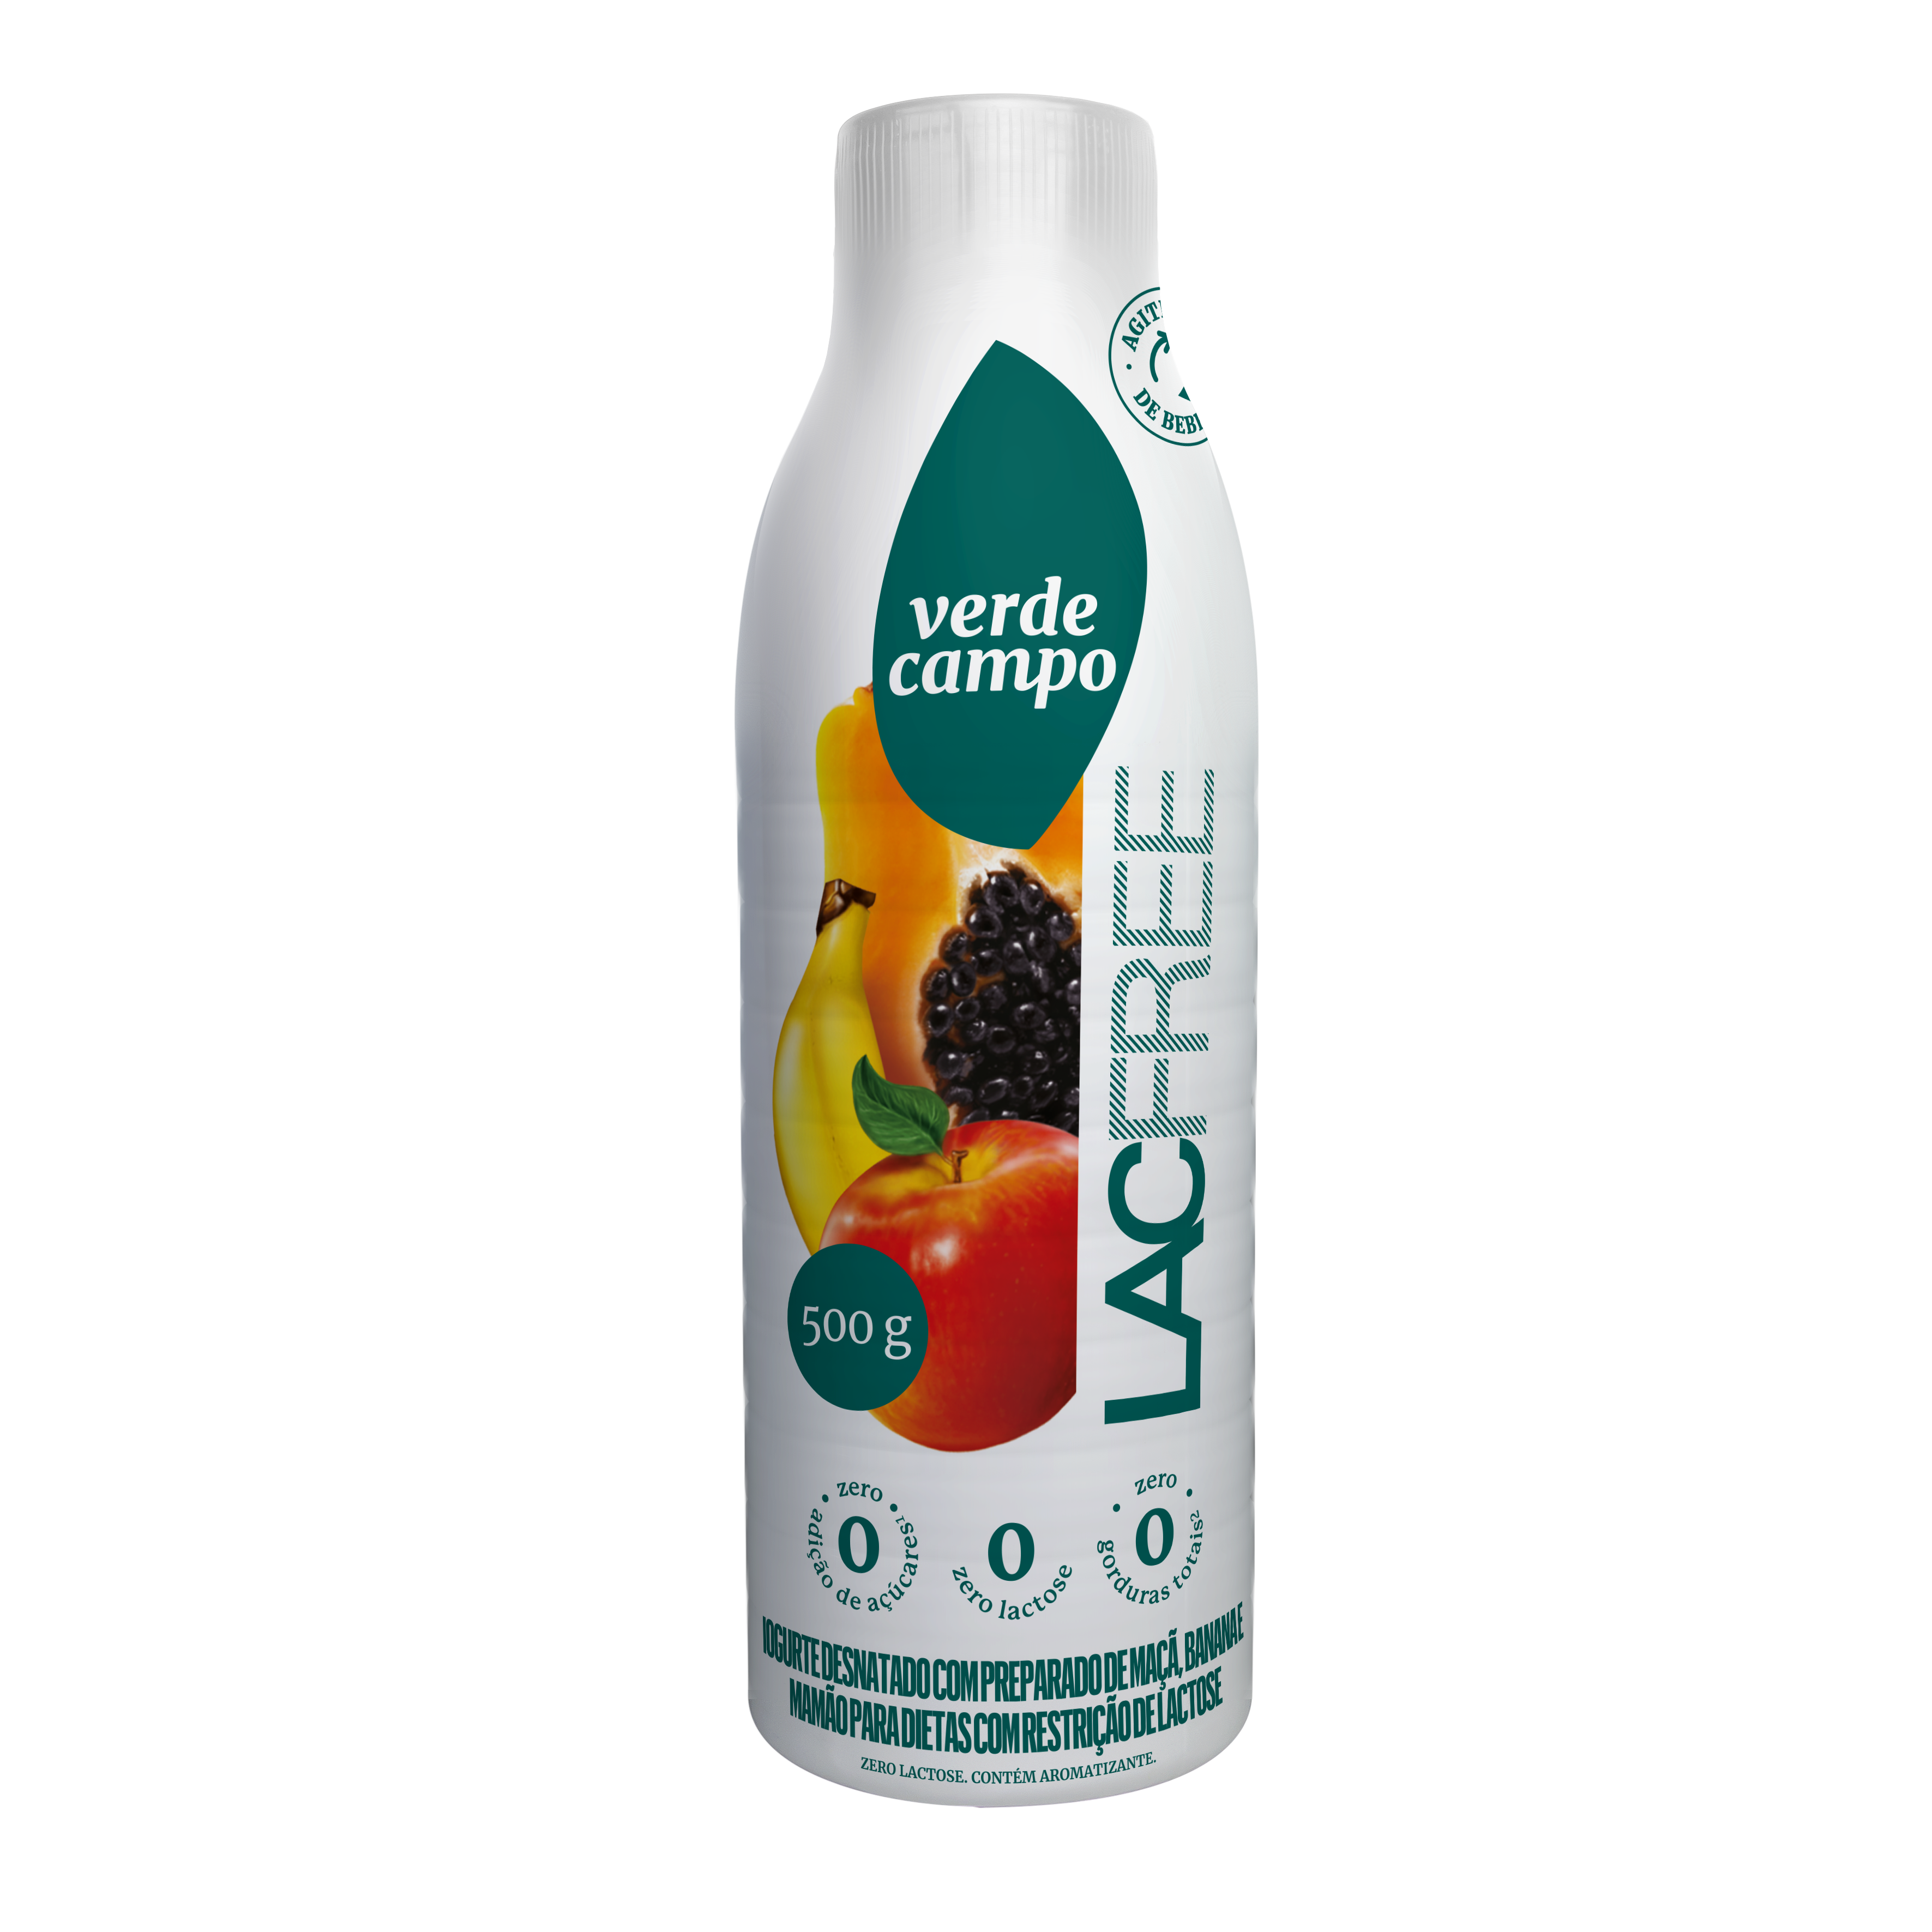 AGIT
DE BEBE
verde
campo
LACFREE
500 g
zero
0
adição de açúcares¹
0
zero lactose
zero
0
gorduras totais²
IOGURTE DESNATADO COM PREPARADO DE MAÇÃ, BANANA E
MAMÃO PARA DIETAS COM RESTRIÇÃO DE LACTOSE
ZERO LACTOSE. CONTÉM AROMATIZANTE.